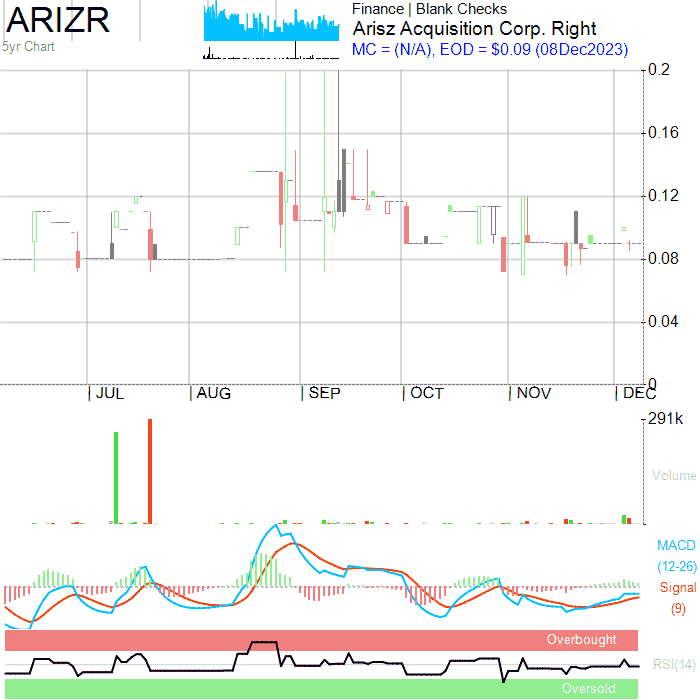 ARIZR
5yr Chart
Finance | Blank Checks
Arisz Acquisition Corp. Right
MC = (N/A), EOD = $0.09 (08Dec2023)
0.2
0.16
0.12
0.08
0.04
0
JUL AUG SEP OCT NOV DEC
291k
Volume
MACD
(12-26)
Signal
(9)
Overbought
RSI(14)
Oversold